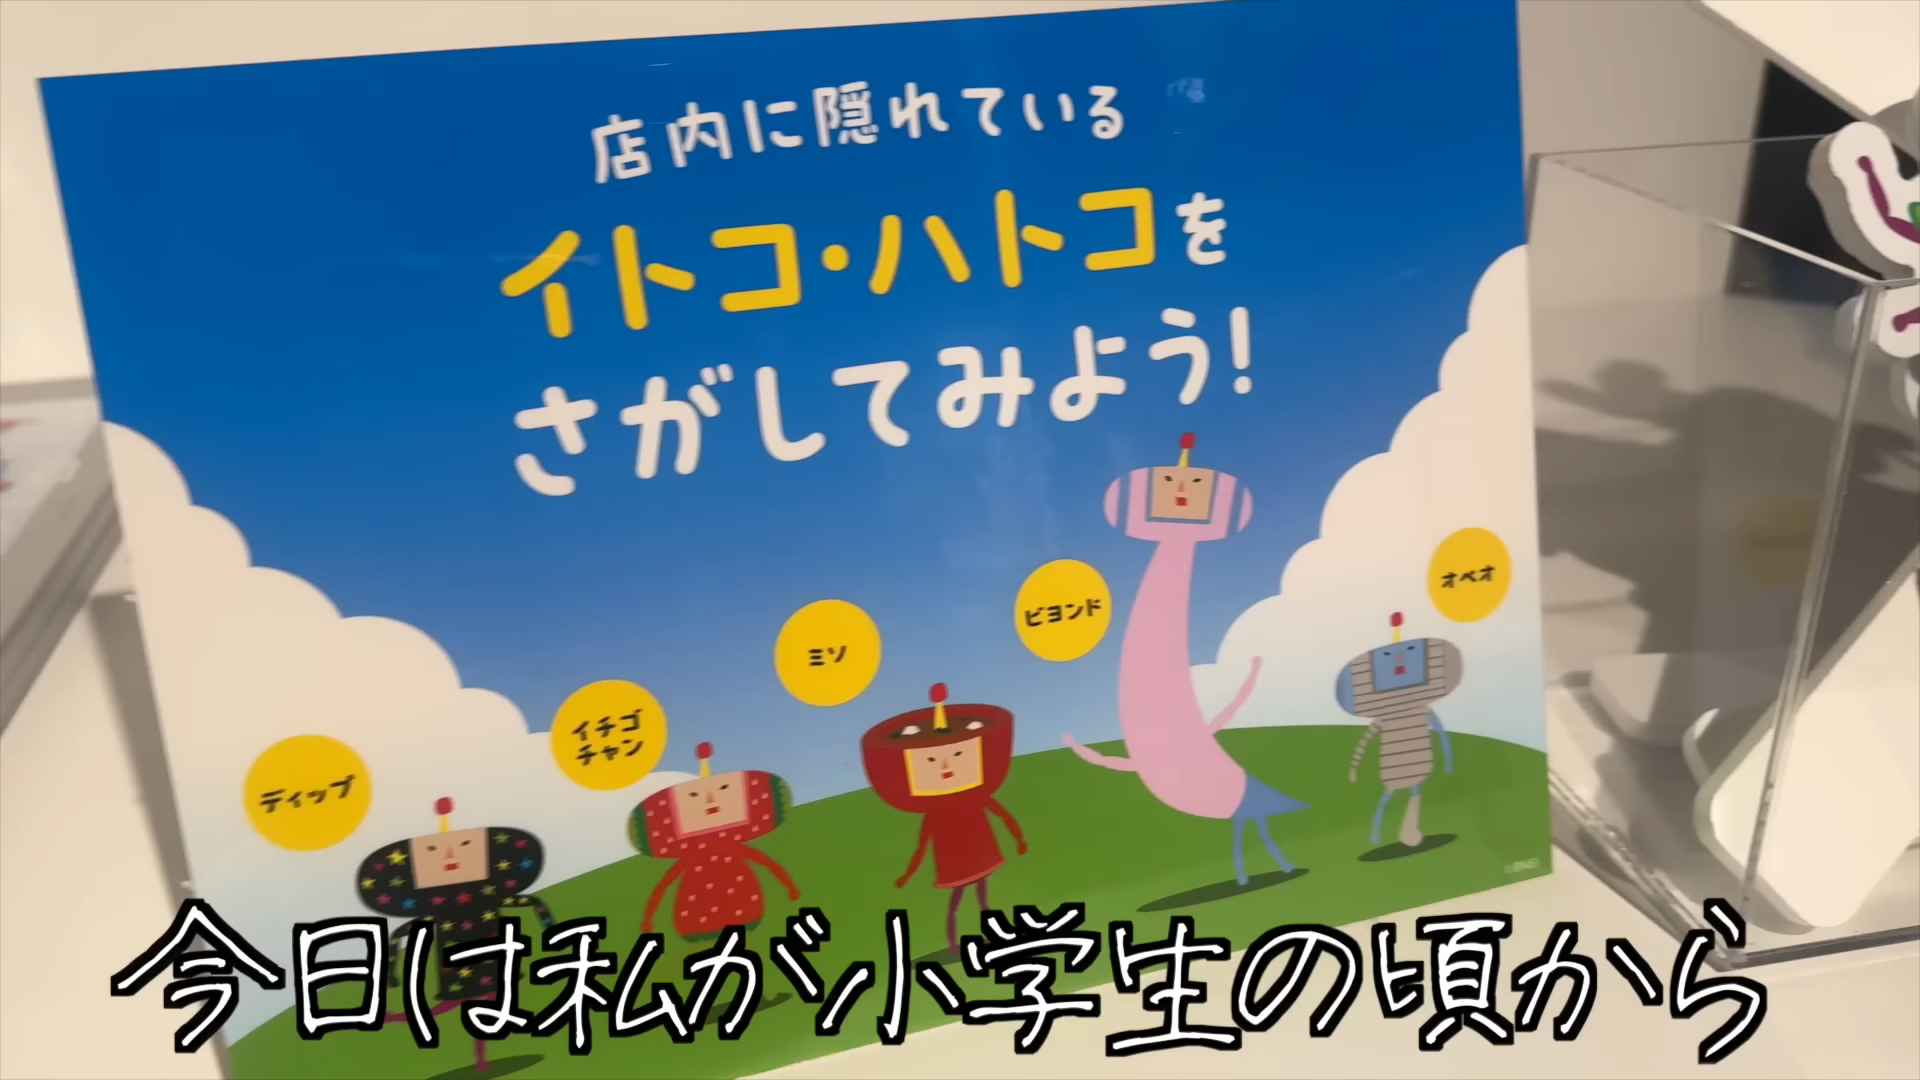 店内に隠れている
イトコ・ハトコを
さがしてみよう!
ディップ
イチゴ
チャン
ミソ
ビヨンド
オペオ
今日は私が小学生の頃から